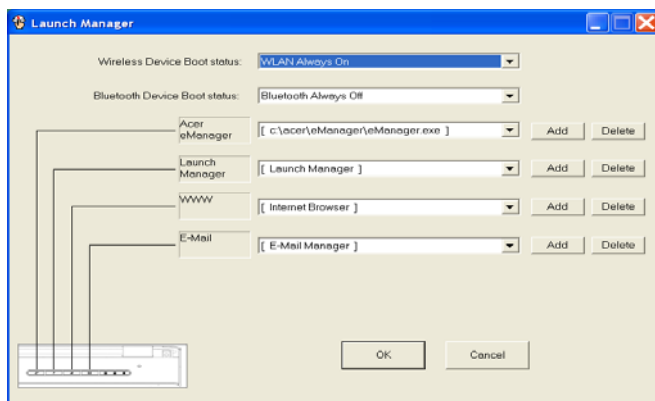 Launch Manager
Wireless Device Boot status: WLAN Always On
Bluetooth Device Boot status: Bluetooth Always Off
Acer
eManager
[ c:\acer\eManager\eManager.exe ] Add Delete
Launch
Manager
[ Launch Manager ] Add Delete
WWW
[ Internet Browser ] Add Delete
E-Mail
[ E-Mail Manager ] Add Delete
OK Cancel